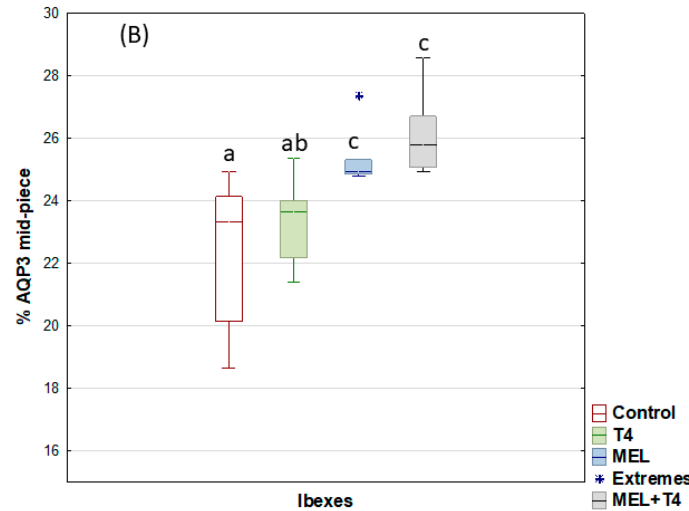 30%
(B)
28%
c
26%
c
a
ab
24%
22%
20%
18%
16%
% AQP3 mid-piece
Ibexes
Control
T4
MEL
Extremes
MEL+T4